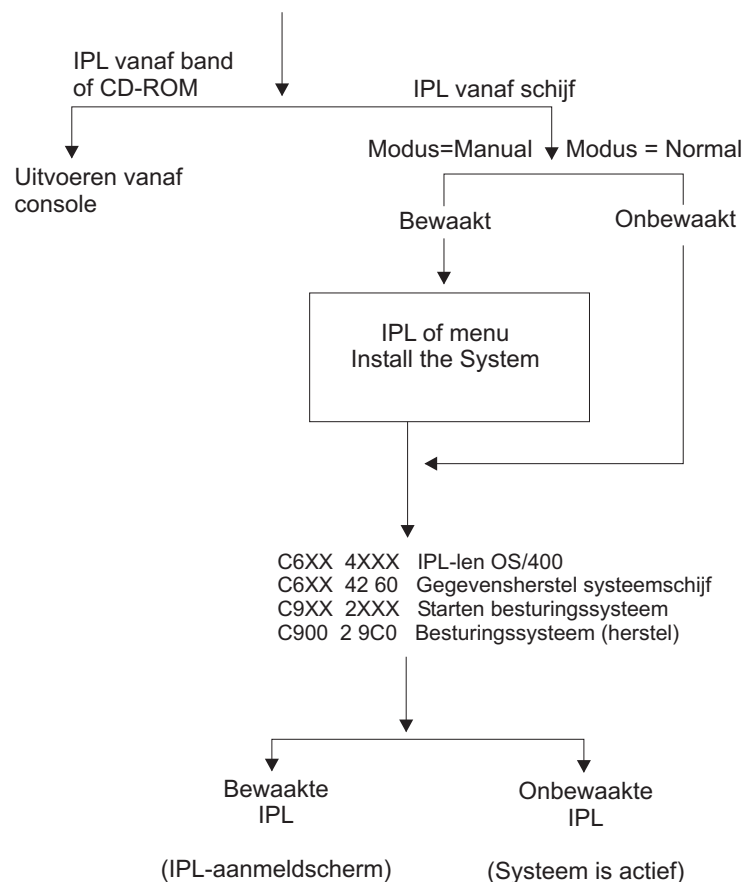 IPL vanaf band
of CD-ROM
IPL vanaf schijf
Uitvoeren vanaf
console
Modus=Manual
Modus = Normal
Bewaakt
Onbewaakt
IPL of menu
Install the System
C6XX 4XXX IPL-len OS/400
C6XX 42 60 Gegevensherstel systeemschijf
C9XX 2XXX Starten besturingssysteem
C900 2 9C0 Besturingssysteem (herstel)
Bewaakte
IPL
(IPL-aanmeldscherm)
Onbewaakte
IPL
(Systeem is actief)